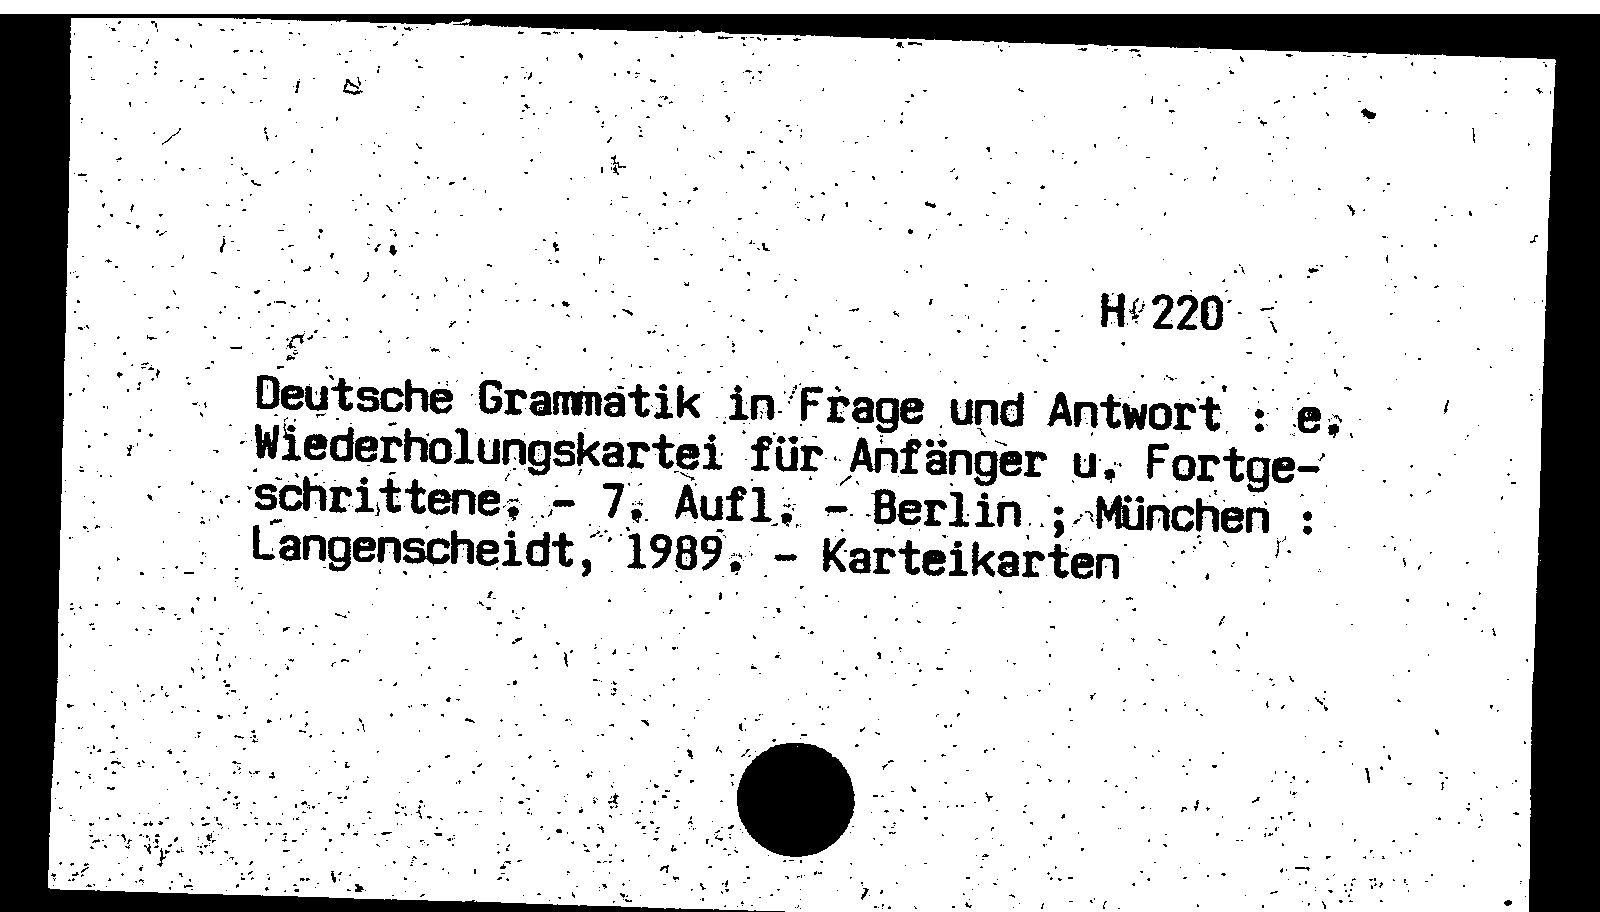 H 220
Deutsche Grammatik in Frage und Antwort : e.
Wiederholungskartei für Anfänger u. Fortge-
schrittene. - 7. Aufl. - Berlin ; München :
Langenscheidt, 1989. - Karteikarten